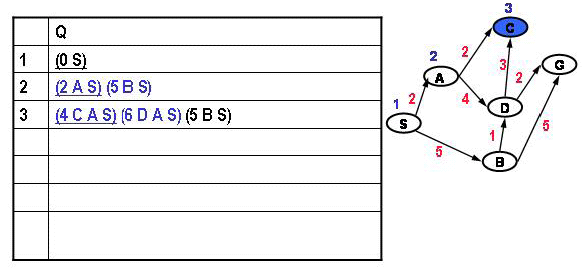 Q
1 (0 S)
2 (2 A S) (5 B S)
3 (4 C A S) (6 D A S) (5 B S)
3
C
2
2
G
A
3
2
1
2
4
D
S
5
1
5
B